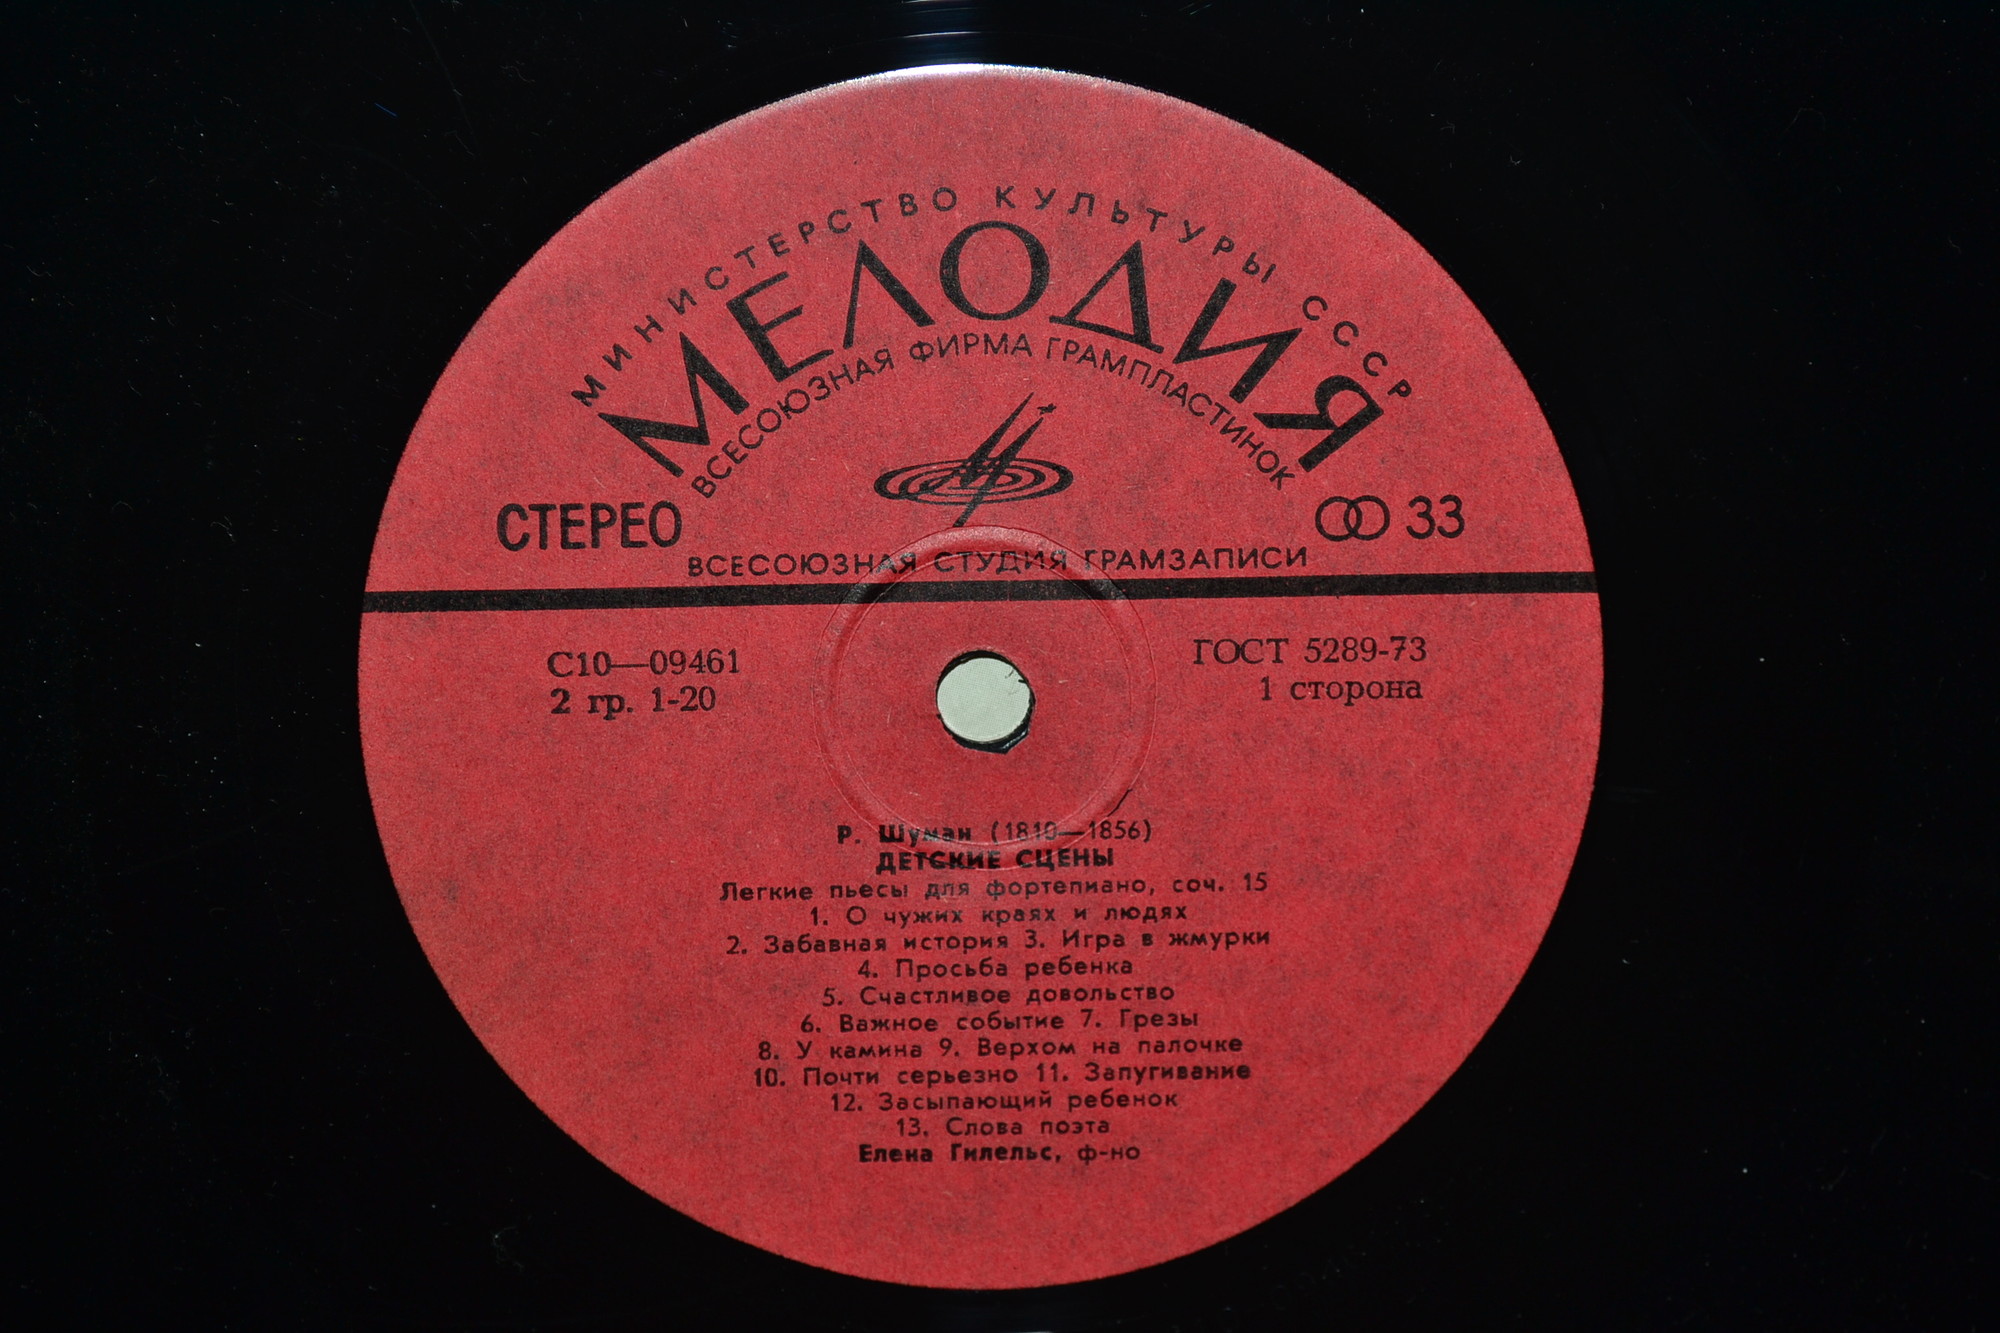 МИНИСТЕРСТВО КУЛЬТУРЫ СССР
МЕЛОДИЯ
ВСЕСОЮЗНАЯ ФИРМА ГРАМПЛАСТИНОК
СТЕРЕО
33
ВСЕСОЮЗНАЯ СТУДИЯ ГРАМЗАПИСИ
С10—09461
ГОСТ 5289-73
2 гр. 1-20
1 сторона
Р. Шуман (1810—1856)
ДЕТСКИЕ СЦЕНЫ
Легкие пьесы для фортепиано, соч. 15
1. О чужих краях и людях
2. Забавная история 3. Игра в жмурки
4. Просьба ребенка
5. Счастливое довольство
6. Важное событие 7. Грезы
8. У камина 9. Верхом на палочке
10. Почти серьезно 11. Запугивание
12. Засыпающий ребенок
13. Слова поэта
Елена Гилельс, ф-но